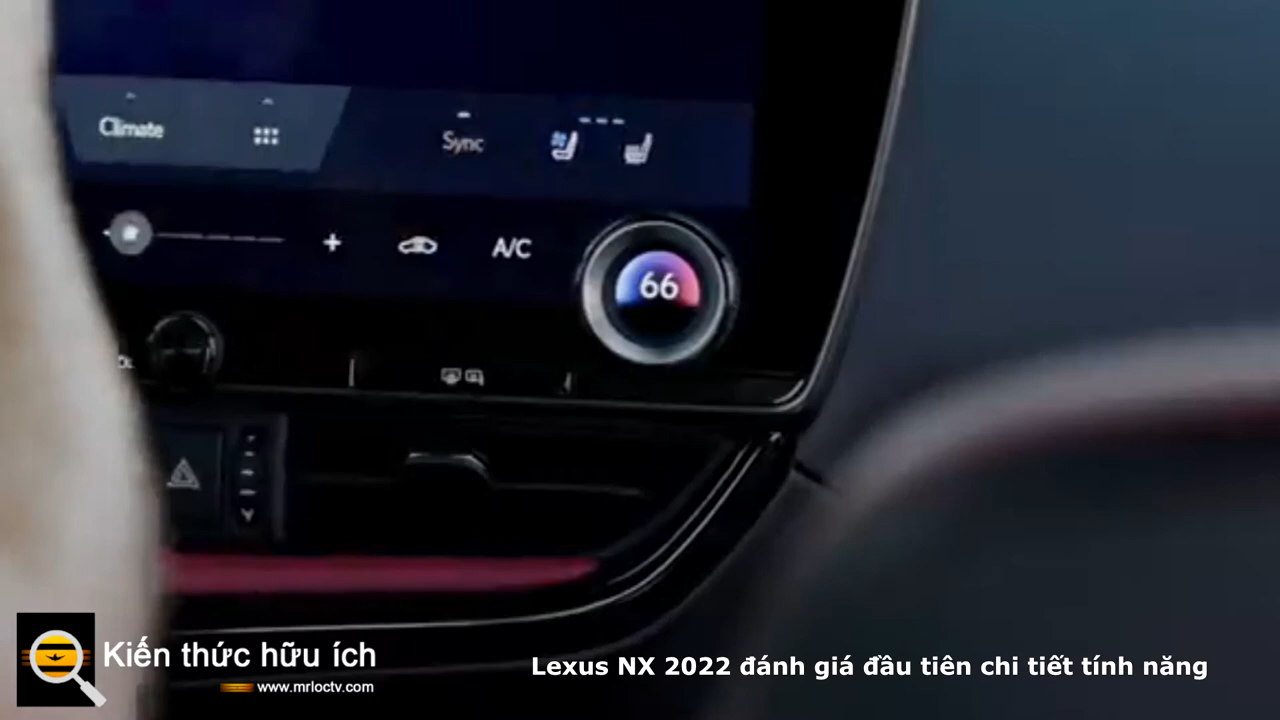 Climate
Sync
+
A/C
66
Kiến thức hữu ích
www.mrloctv.com
Lexus NX 2022 đánh giá đầu tiên chi tiết tính năng